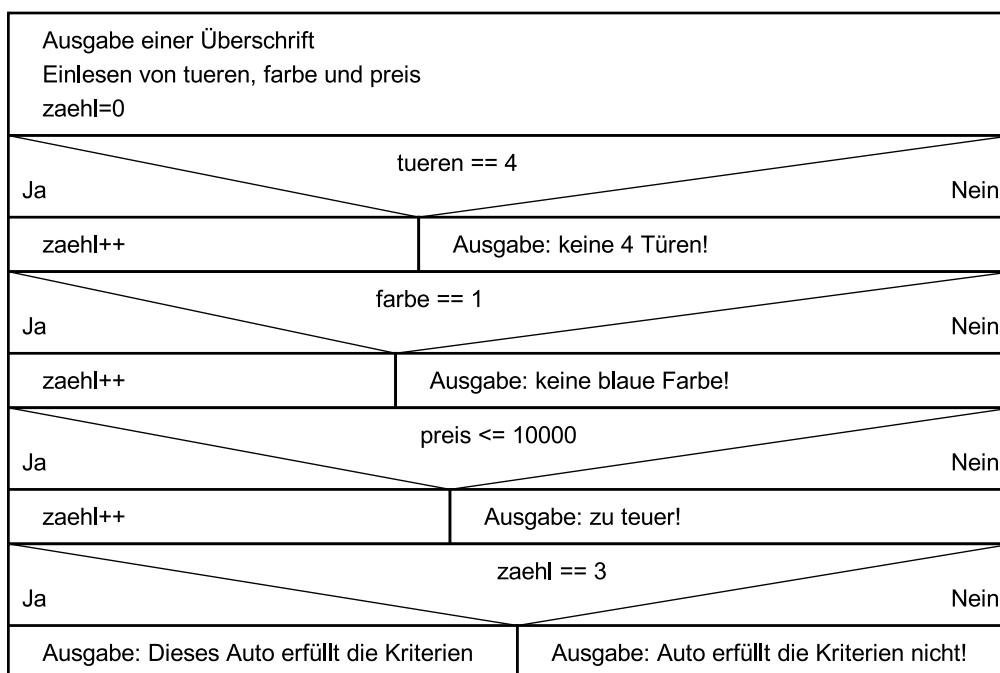 Ausgabe einer Überschrift
Einlesen von tueren, farbe und preis
zaehl=0
tueren == 4
Ja
Nein
zaehl++
Ausgabe: keine 4 Türen!
farbe == 1
Ja
Nein
zaehl++
Ausgabe: keine blaue Farbe!
preis <= 10000
Ja
Nein
zaehl++
Ausgabe: zu teuer!
zaehl == 3
Ja
Nein
Ausgabe: Dieses Auto erfüllt die Kriterien
Ausgabe: Auto erfüllt die Kriterien nicht!